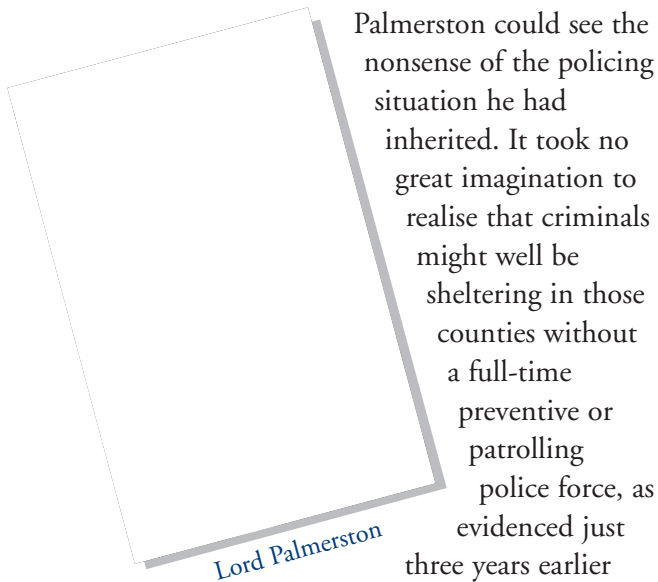 Palmerston could see the
nonsense of the policing
situation he had
inherited. It took no
great imagination to
realise that criminals
might well be
sheltering in those
counties without
a full-time
preventive or
patrolling
police force, as
evidenced just
three years earlier
Lord Palmerston